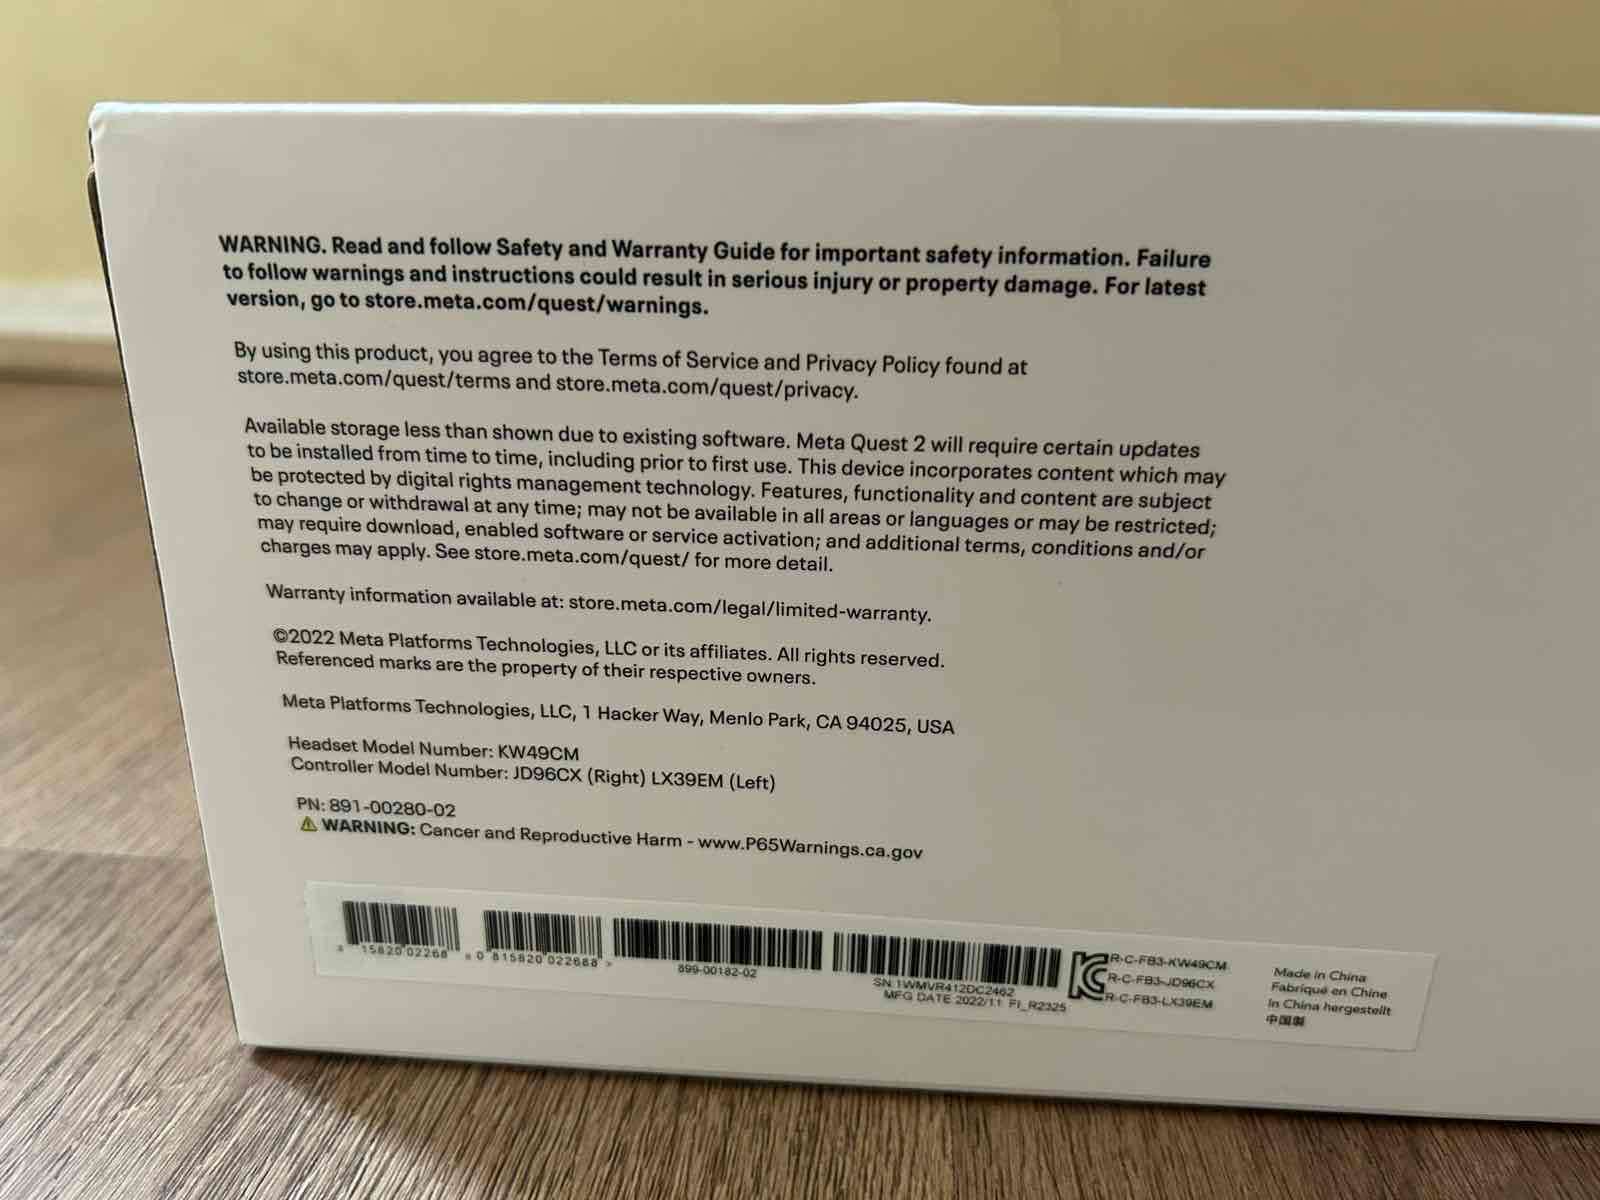 WARNING. Read and follow Safety and Warranty Guide for important safety information. Failure
to follow warnings and instructions could result in serious injury or property damage. For latest
version, go to store.meta.com/quest/warnings.
By using this product, you agree to the Terms of Service and Privacy Policy found at
store.meta.com/quest/terms and store.meta.com/quest/privacy.
Available storage less than shown due to existing software. Meta Quest 2 will require certain updates
to be installed from time to time, including prior to first use. This device incorporates content which may
be protected by digital rights management technology. Features, functionality and content are subject
to change or withdrawal at any time; may not be available in all areas or languages or may be restricted;
may require download, enabled software or service activation; and additional terms, conditions and/or
charges may apply. See store.meta.com/quest/ for more detail.
Warranty information available at: store.meta.com/legal/limited-warranty.
©2022 Meta Platforms Technologies, LLC or its affiliates. All rights reserved.
Referenced marks are the property of their respective owners.
Meta Platforms Technologies, LLC, 1 Hacker Way, Menlo Park, CA 94025, USA
Headset Model Number: KW49CM
Controller Model Number: JD96CX (Right) LX39EM (Left)
PN: 891-00280-02
⚠ WARNING: Cancer and Reproductive Harm - www.P65Warnings.ca.gov
8 15820 02268 8
0 815820 022688 >
899-00182-02
SN 1WMVR412DC2462
MFG DATE 2022/11 FI_R2325
R-C-FB3-KW49CM
R-C-FB3-JD96CX
R-C-FB3-LX39EM
Made in China
Fabriqué en Chine
In China hergestellt
中国製